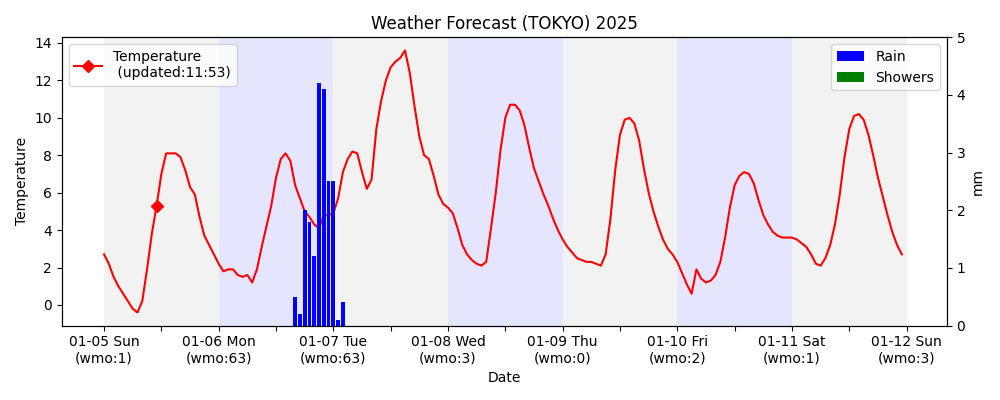 Weather Forecast (TOKYO) 2025
Temperature
(updated:11:53)
Rain
Showers
14
12
10
8
6
4
2
0
Temperature
5
4
3
2
1
0
mm
01-05 Sun
(wmo:1)
01-06 Mon
(wmo:63)
01-07 Tue
(wmo:63)
01-08 Wed
(wmo:3)
01-09 Thu
(wmo:0)
01-10 Fri
(wmo:2)
01-11 Sat
(wmo:1)
01-12 Sun
(wmo:3)
Date